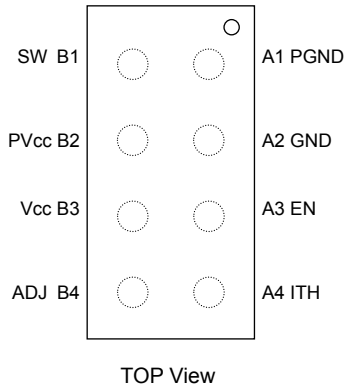 SW B1 A1 PGND
PVcc B2 A2 GND
Vcc B3 A3 EN
ADJ B4 A4 ITH
TOP View